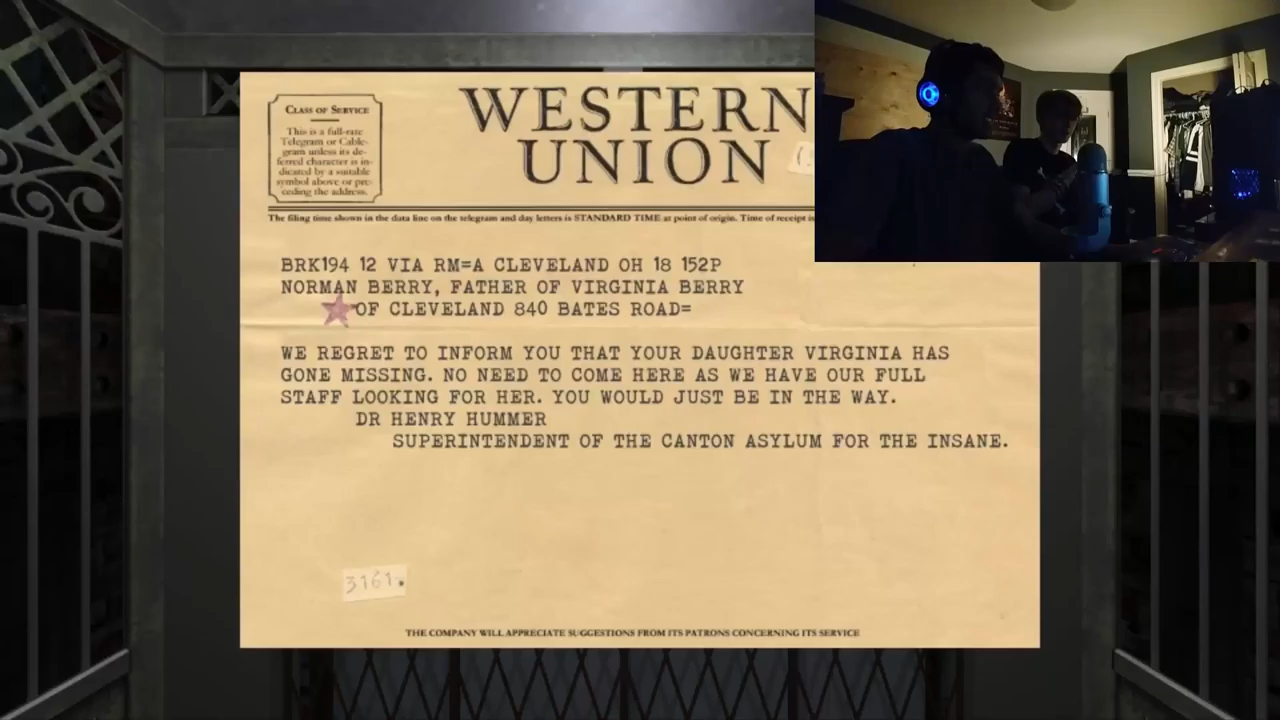 CLASS OF SERVICE
This is a full-rate
Telegram or Cable-
gram unless its de-
ferred character is in-
dicated by a suitable
symbol above or pre-
ceding the address.
WESTERN
UNION
The filing time shown in the data line on the telegram and day letters is STANDARD TIME at point of origin. Time of receipt is
BRK194 12 VIA RM=A CLEVELAND OH 18 152P
NORMAN BERRY, FATHER OF VIRGINIA BERRY
OF CLEVELAND 840 BATES ROAD=
WE REGRET TO INFORM YOU THAT YOUR DAUGHTER VIRGINIA HAS
GONE MISSING. NO NEED TO COME HERE AS WE HAVE OUR FULL
STAFF LOOKING FOR HER. YOU WOULD JUST BE IN THE WAY.
DR HENRY HUMMER
SUPERINTENDENT OF THE CANTON ASYLUM FOR THE INSANE.
3161.
THE COMPANY WILL APPRECIATE SUGGESTIONS FROM ITS PATRONS CONCERNING ITS SERVICE